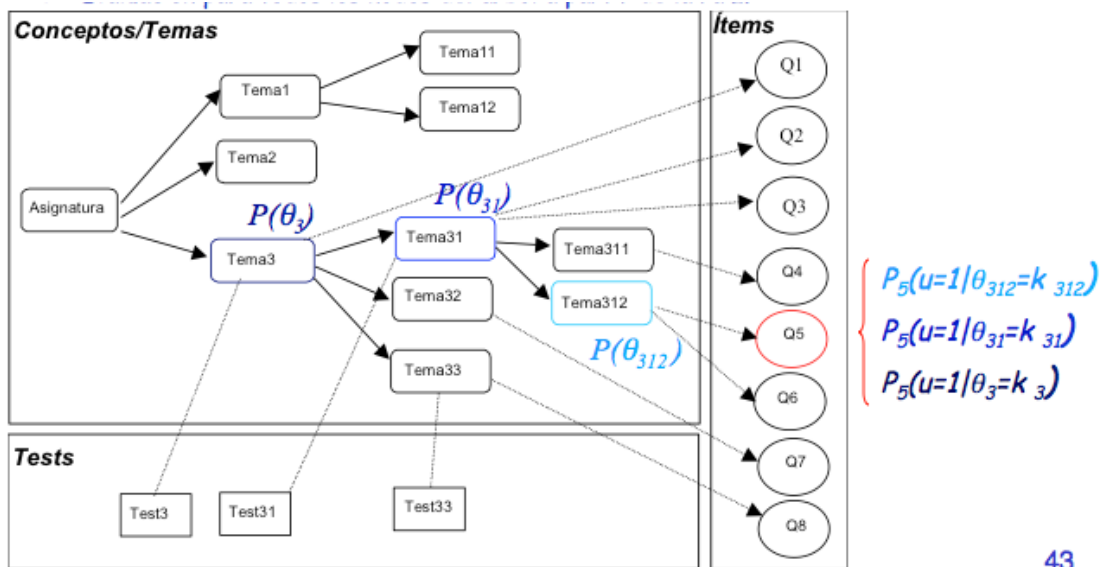 Conceptos/Temas
Ítems
Tema11
Tema1
Tema12
Tema2
Asignatura
P(θ31)
P(θ3)
Tema31
Tema3
Tema311
Tema32
Tema312
P(θ312)
Tema33
Q1
Q2
Q3
Q4
Q5
Q6
Q7
Q8
P5(u=1|θ312=k 312)
P5(u=1|θ31=k 31)
P5(u=1|θ3=k 3)
Tests
Test3
Test31
Test33
43